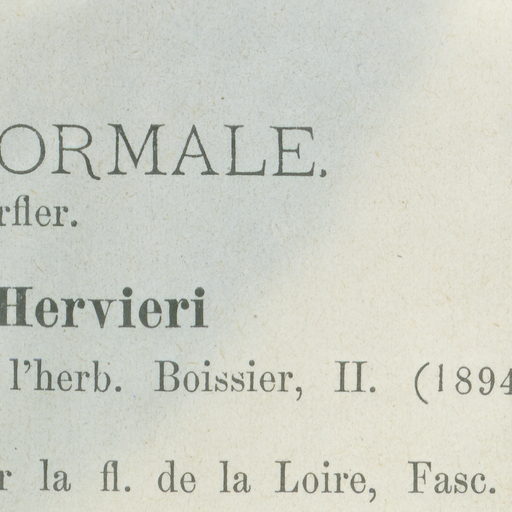 ORMALE.
rfler.
Hervieri
l'herb. Boissier, II. (1894
r la fl. de la Loire, Fasc.